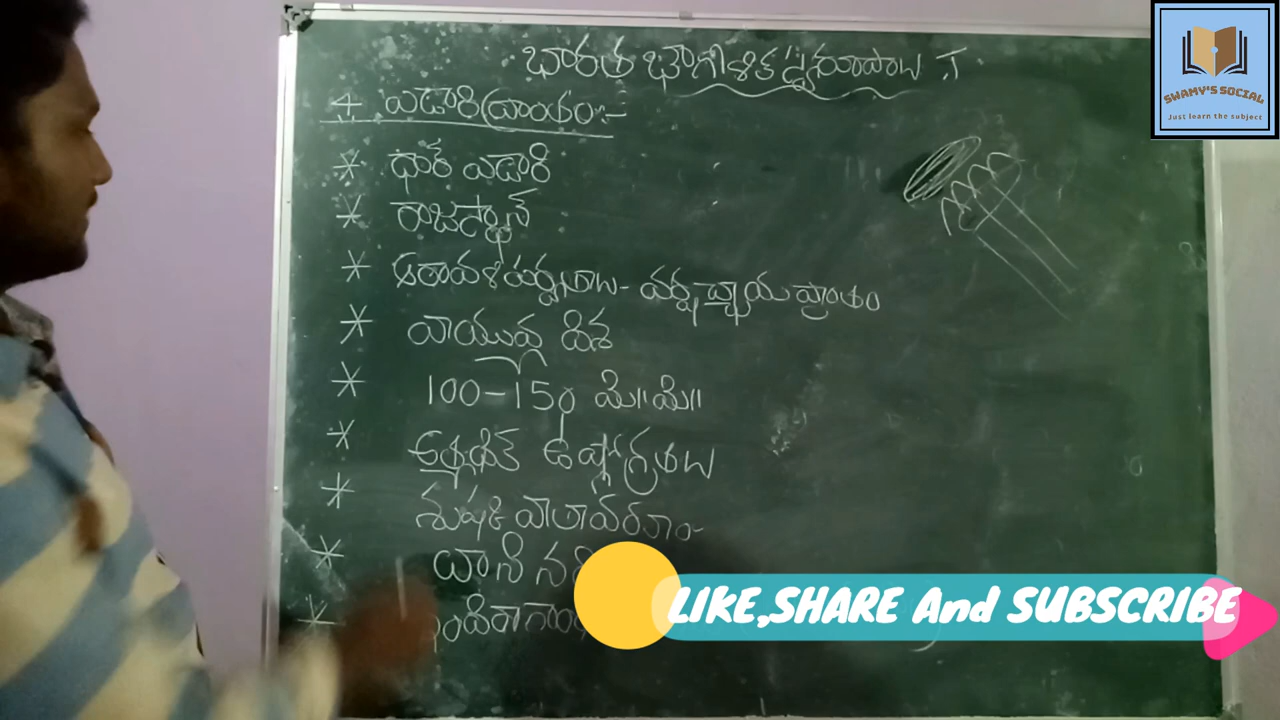 భారత భౌగోళిక స్వరూపాలు
4. ఎడారి ప్రాంతం:-
* థార్ ఎడారి
* రాజస్థాన్
* ఆరావళి పర్వతాలు - వర్షచ్ఛాయ ప్రాంతం
* వాయువ్య దిశ
* 100-150 మి॥మి॥
* అత్యధిక ఉష్ణోగ్రతలు
* శుష్క వాతావరణం
* లూని నది
* ఇందిరాగాంధీ
SWAMY'S SOCIAL
Just learn the subject
LIKE,SHARE And SUBSCRIBE